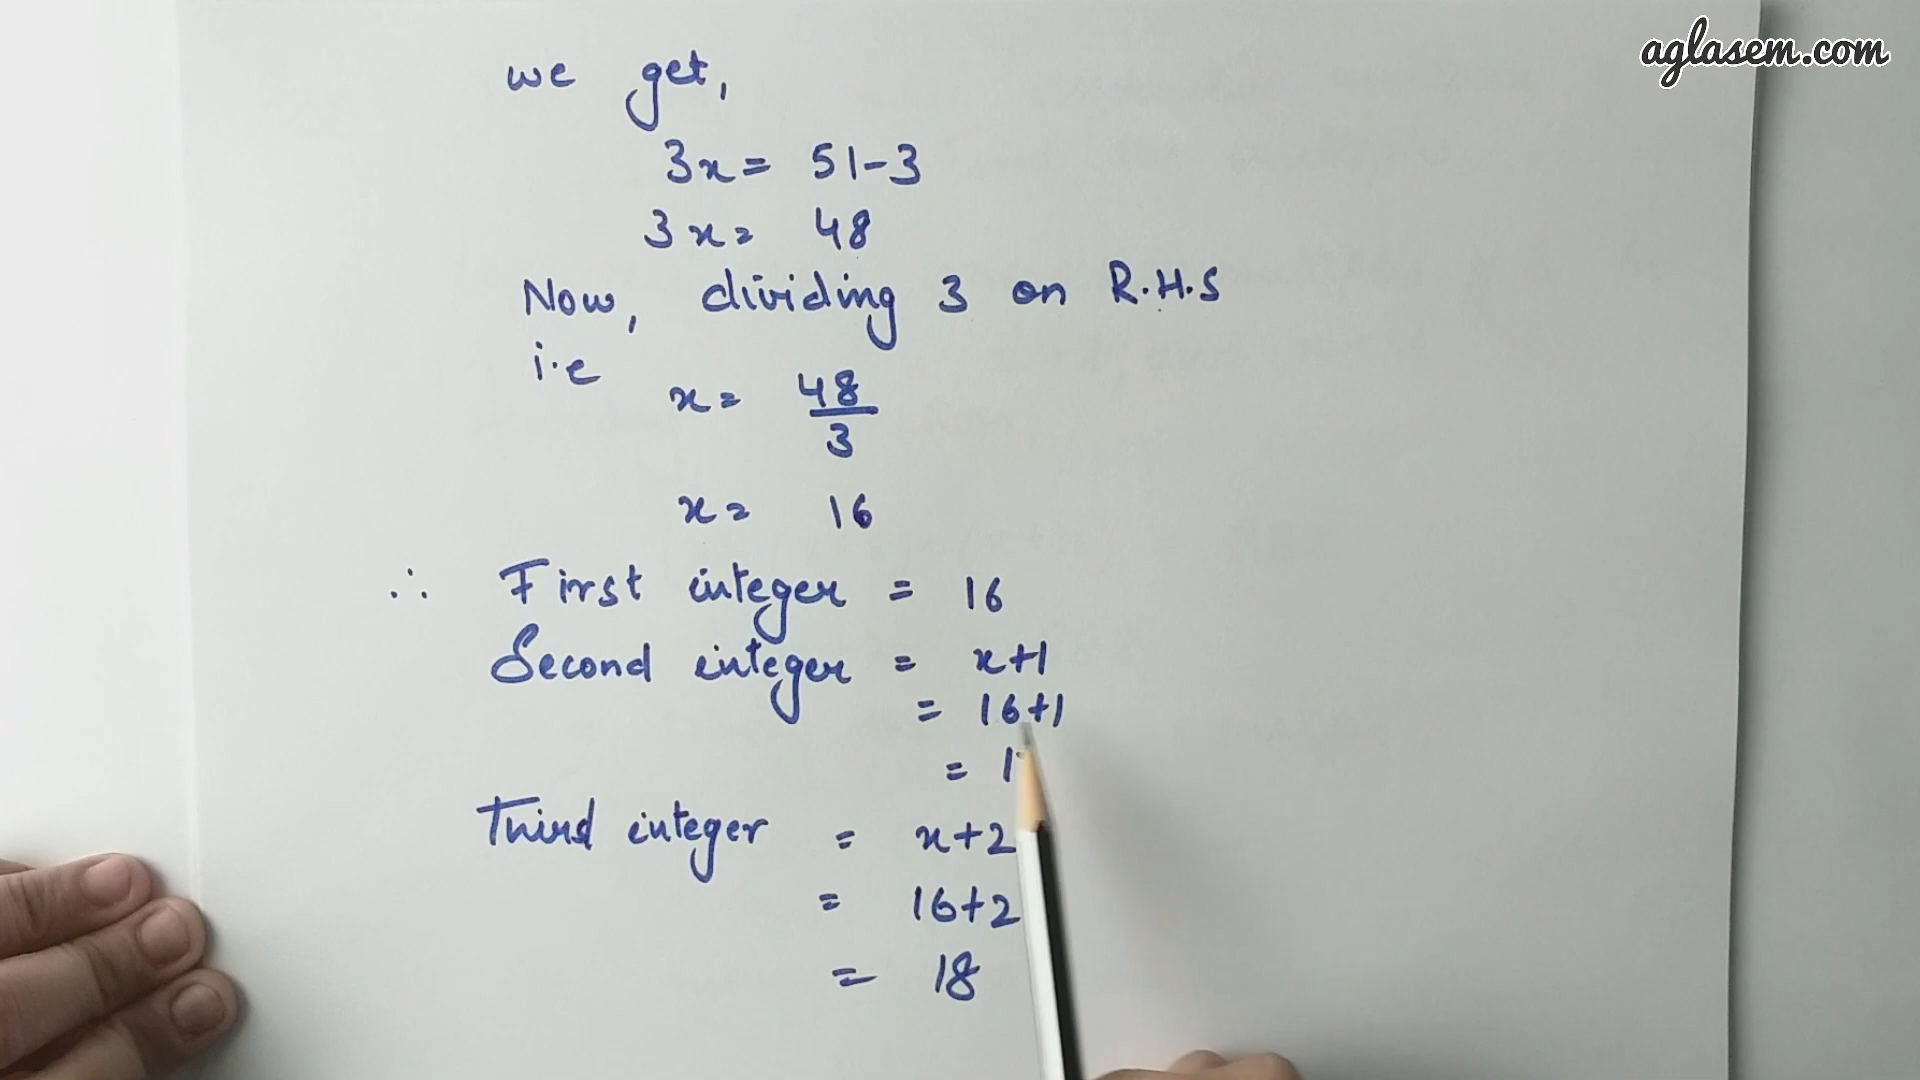 aglasem.com
we get,
3x = 51-3
3x = 48
Now, dividing 3 on R.H.S
i.e
x = 48
3
x = 16
∴ First integer = 16
Second integer = x+1
= 16+1
= 1
Third integer = x+2
= 16+2
= 18